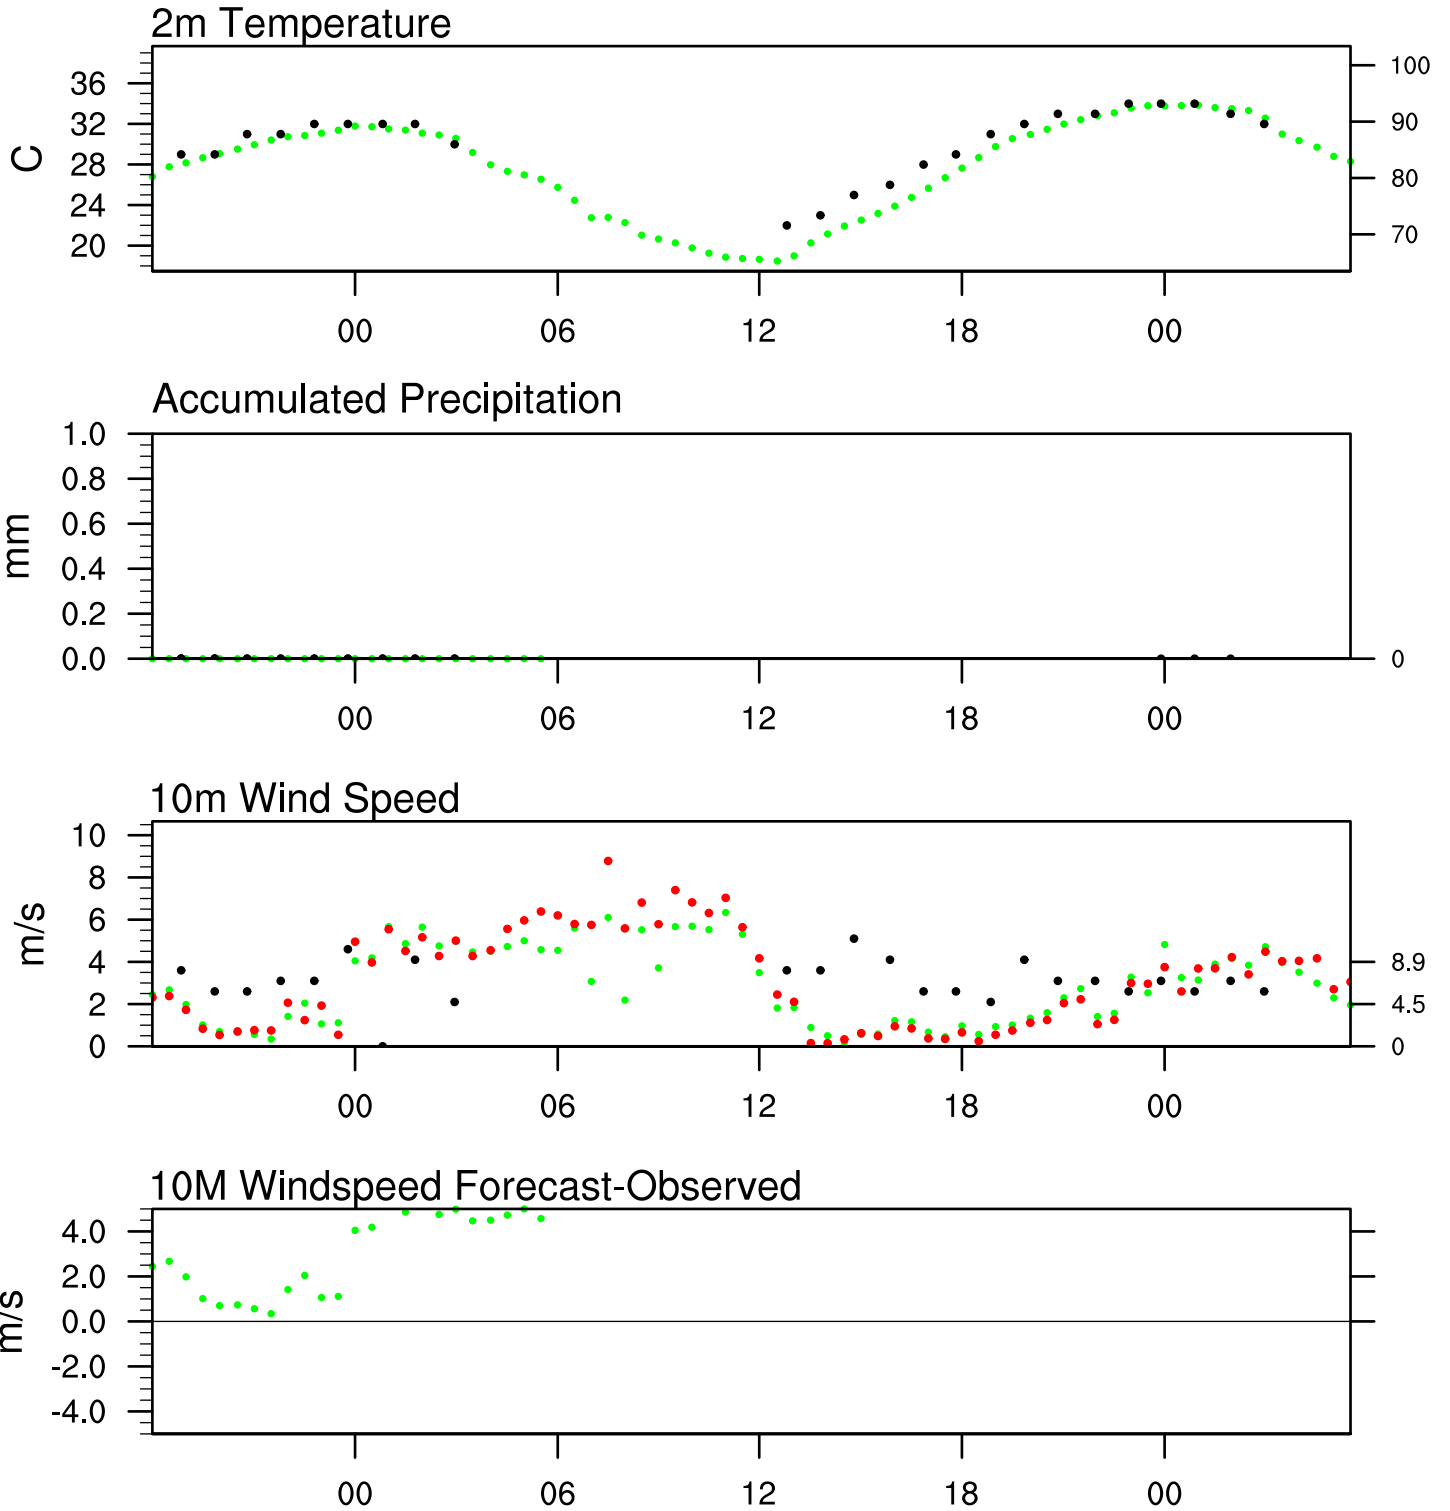 2m Temperature
C
36
32
28
24
20
100
90
80
70
00 06 12 18 00
Accumulated Precipitation
mm
1.0
0.8
0.6
0.4
0.2
0.0
0
00 06 12 18 00
10m Wind Speed
m/s
10
8
6
4
2
0
8.9
4.5
0
00 06 12 18 00
10M Windspeed Forecast-Observed
m/s
4.0
2.0
0.0
-2.0
-4.0
00 06 12 18 00